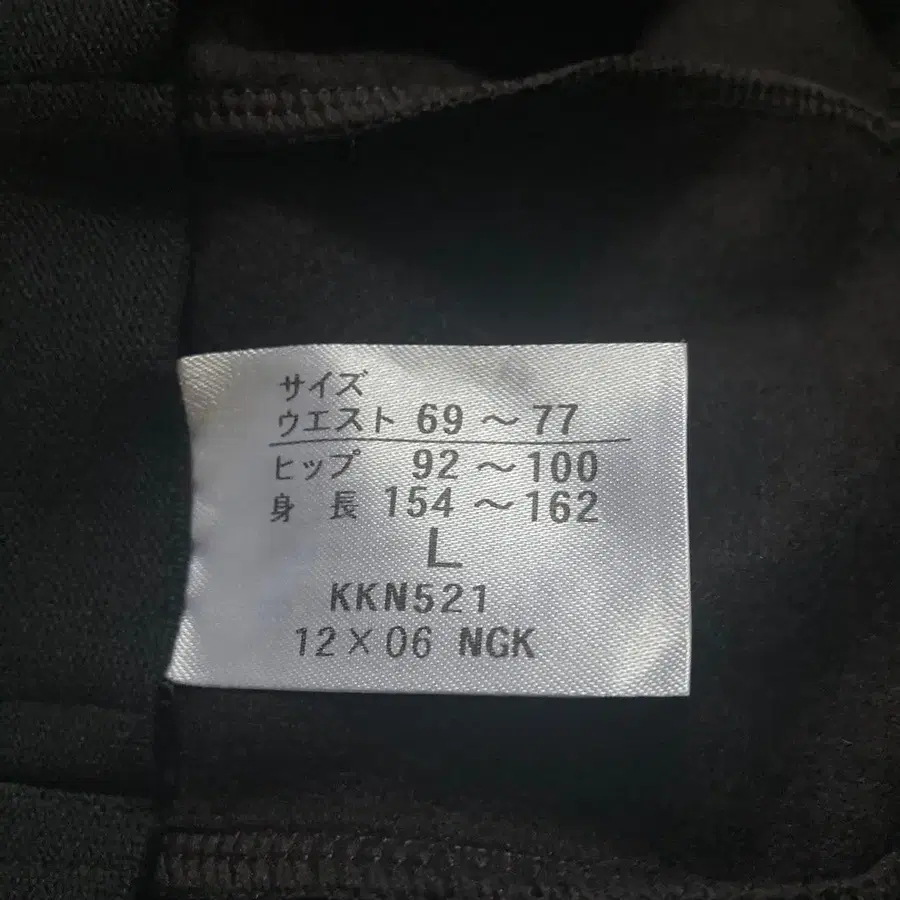 サイズ
ウエスト 69 ～ 77
ヒップ 92 ～ 100
身 長 154 ～ 162
L
KKN521
12×06 NGK